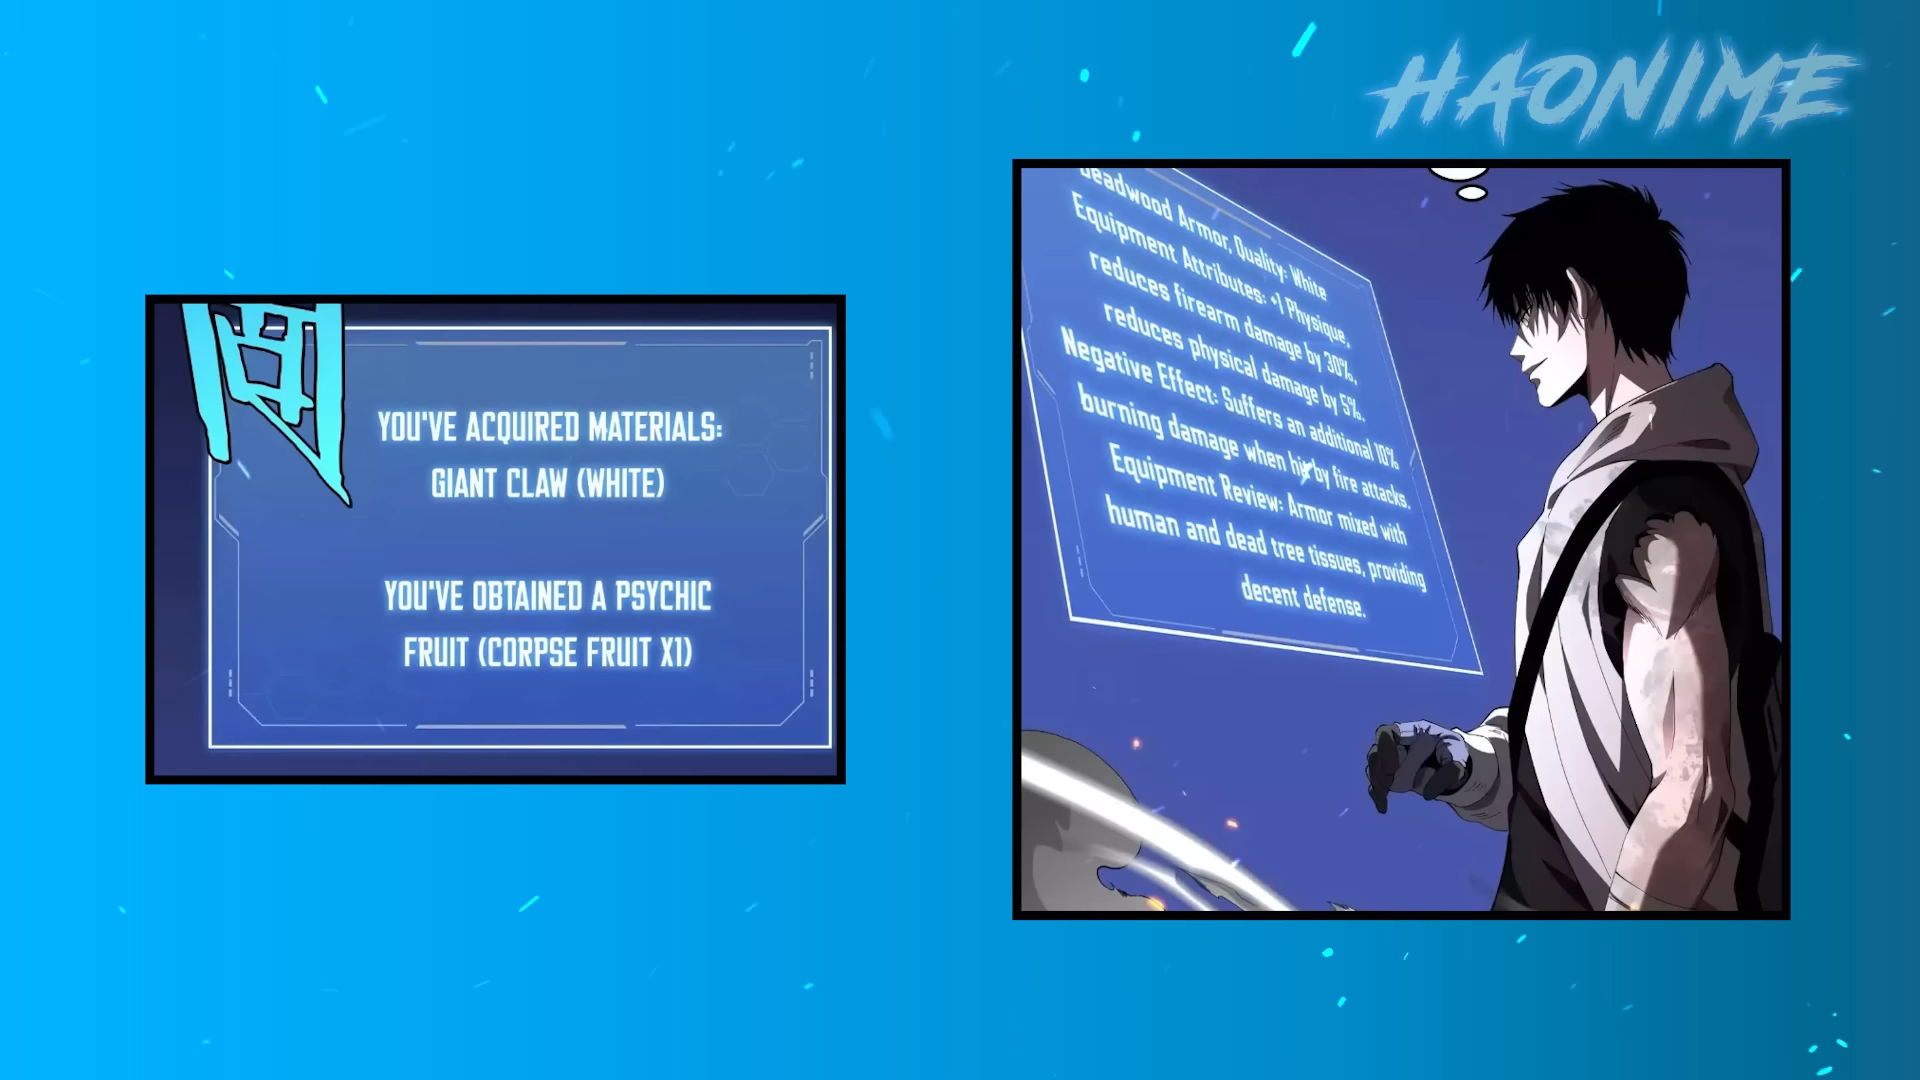 HAONIME
YOU'VE ACQUIRED MATERIALS:
GIANT CLAW (WHITE)
YOU'VE OBTAINED A PSYCHIC
FRUIT (CORPSE FRUIT X1)
Deadwood Armor, Quality: White
Equipment Attributes: +1 Physique,
reduces firearm damage by 30%,
reduces physical damage by 5%.
Negative Effect: Suffers an additional 10%
burning damage when hit by fire attacks.
Equipment Review: Armor mixed with
human and dead tree tissues, providing
decent defense.